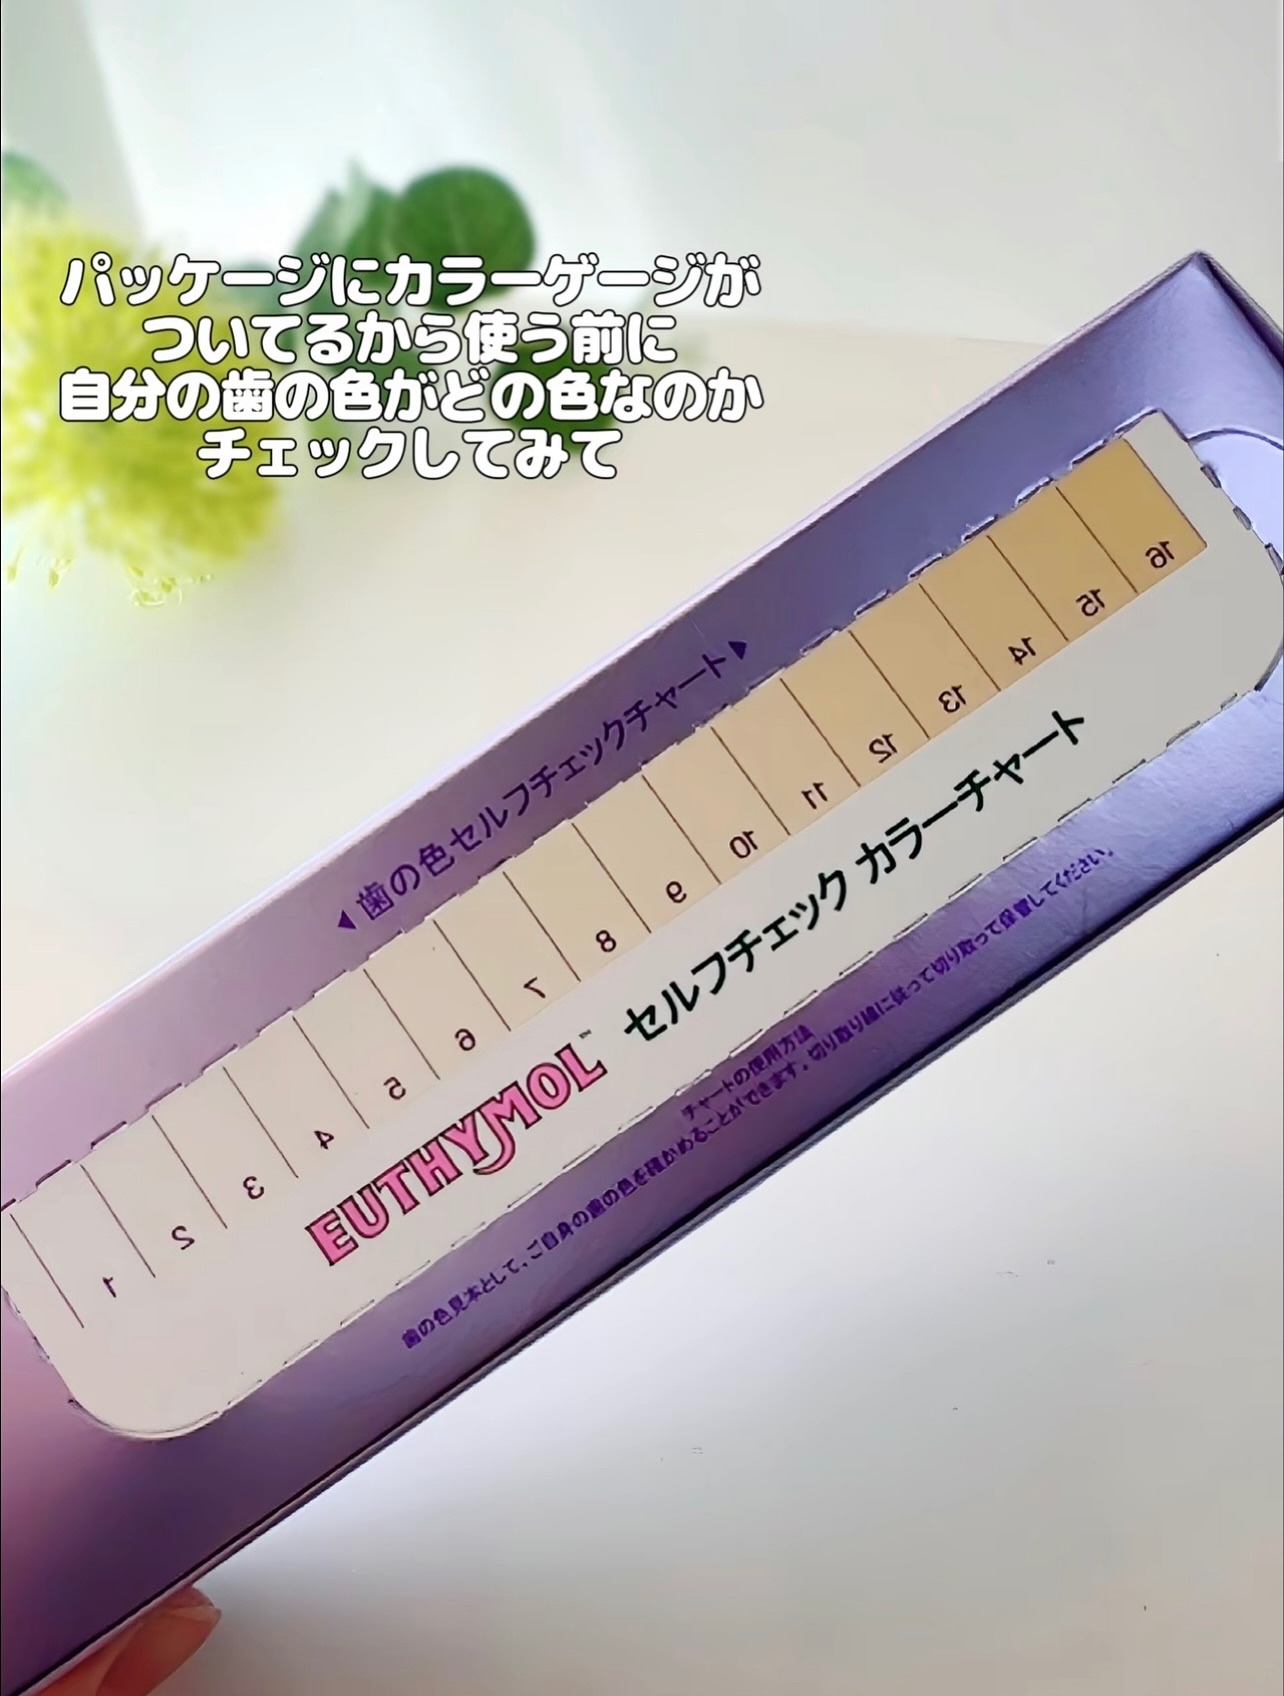 パッケージにカラーゲージが
ついてるから使う前に
自分の歯の色がどの色なのか
チェックしてみて
◀歯の色セルフチェックチャート▶
1 2 3 4 5 6 7 8 9 10 11 12 13 14 15 16
EUTHYMOL™ セルフチェック カラーチャート
チャートの使用方法
歯の色見本として、ご自身の歯の色を確かめることができます。切り取り線に従って切り取って保管してください。